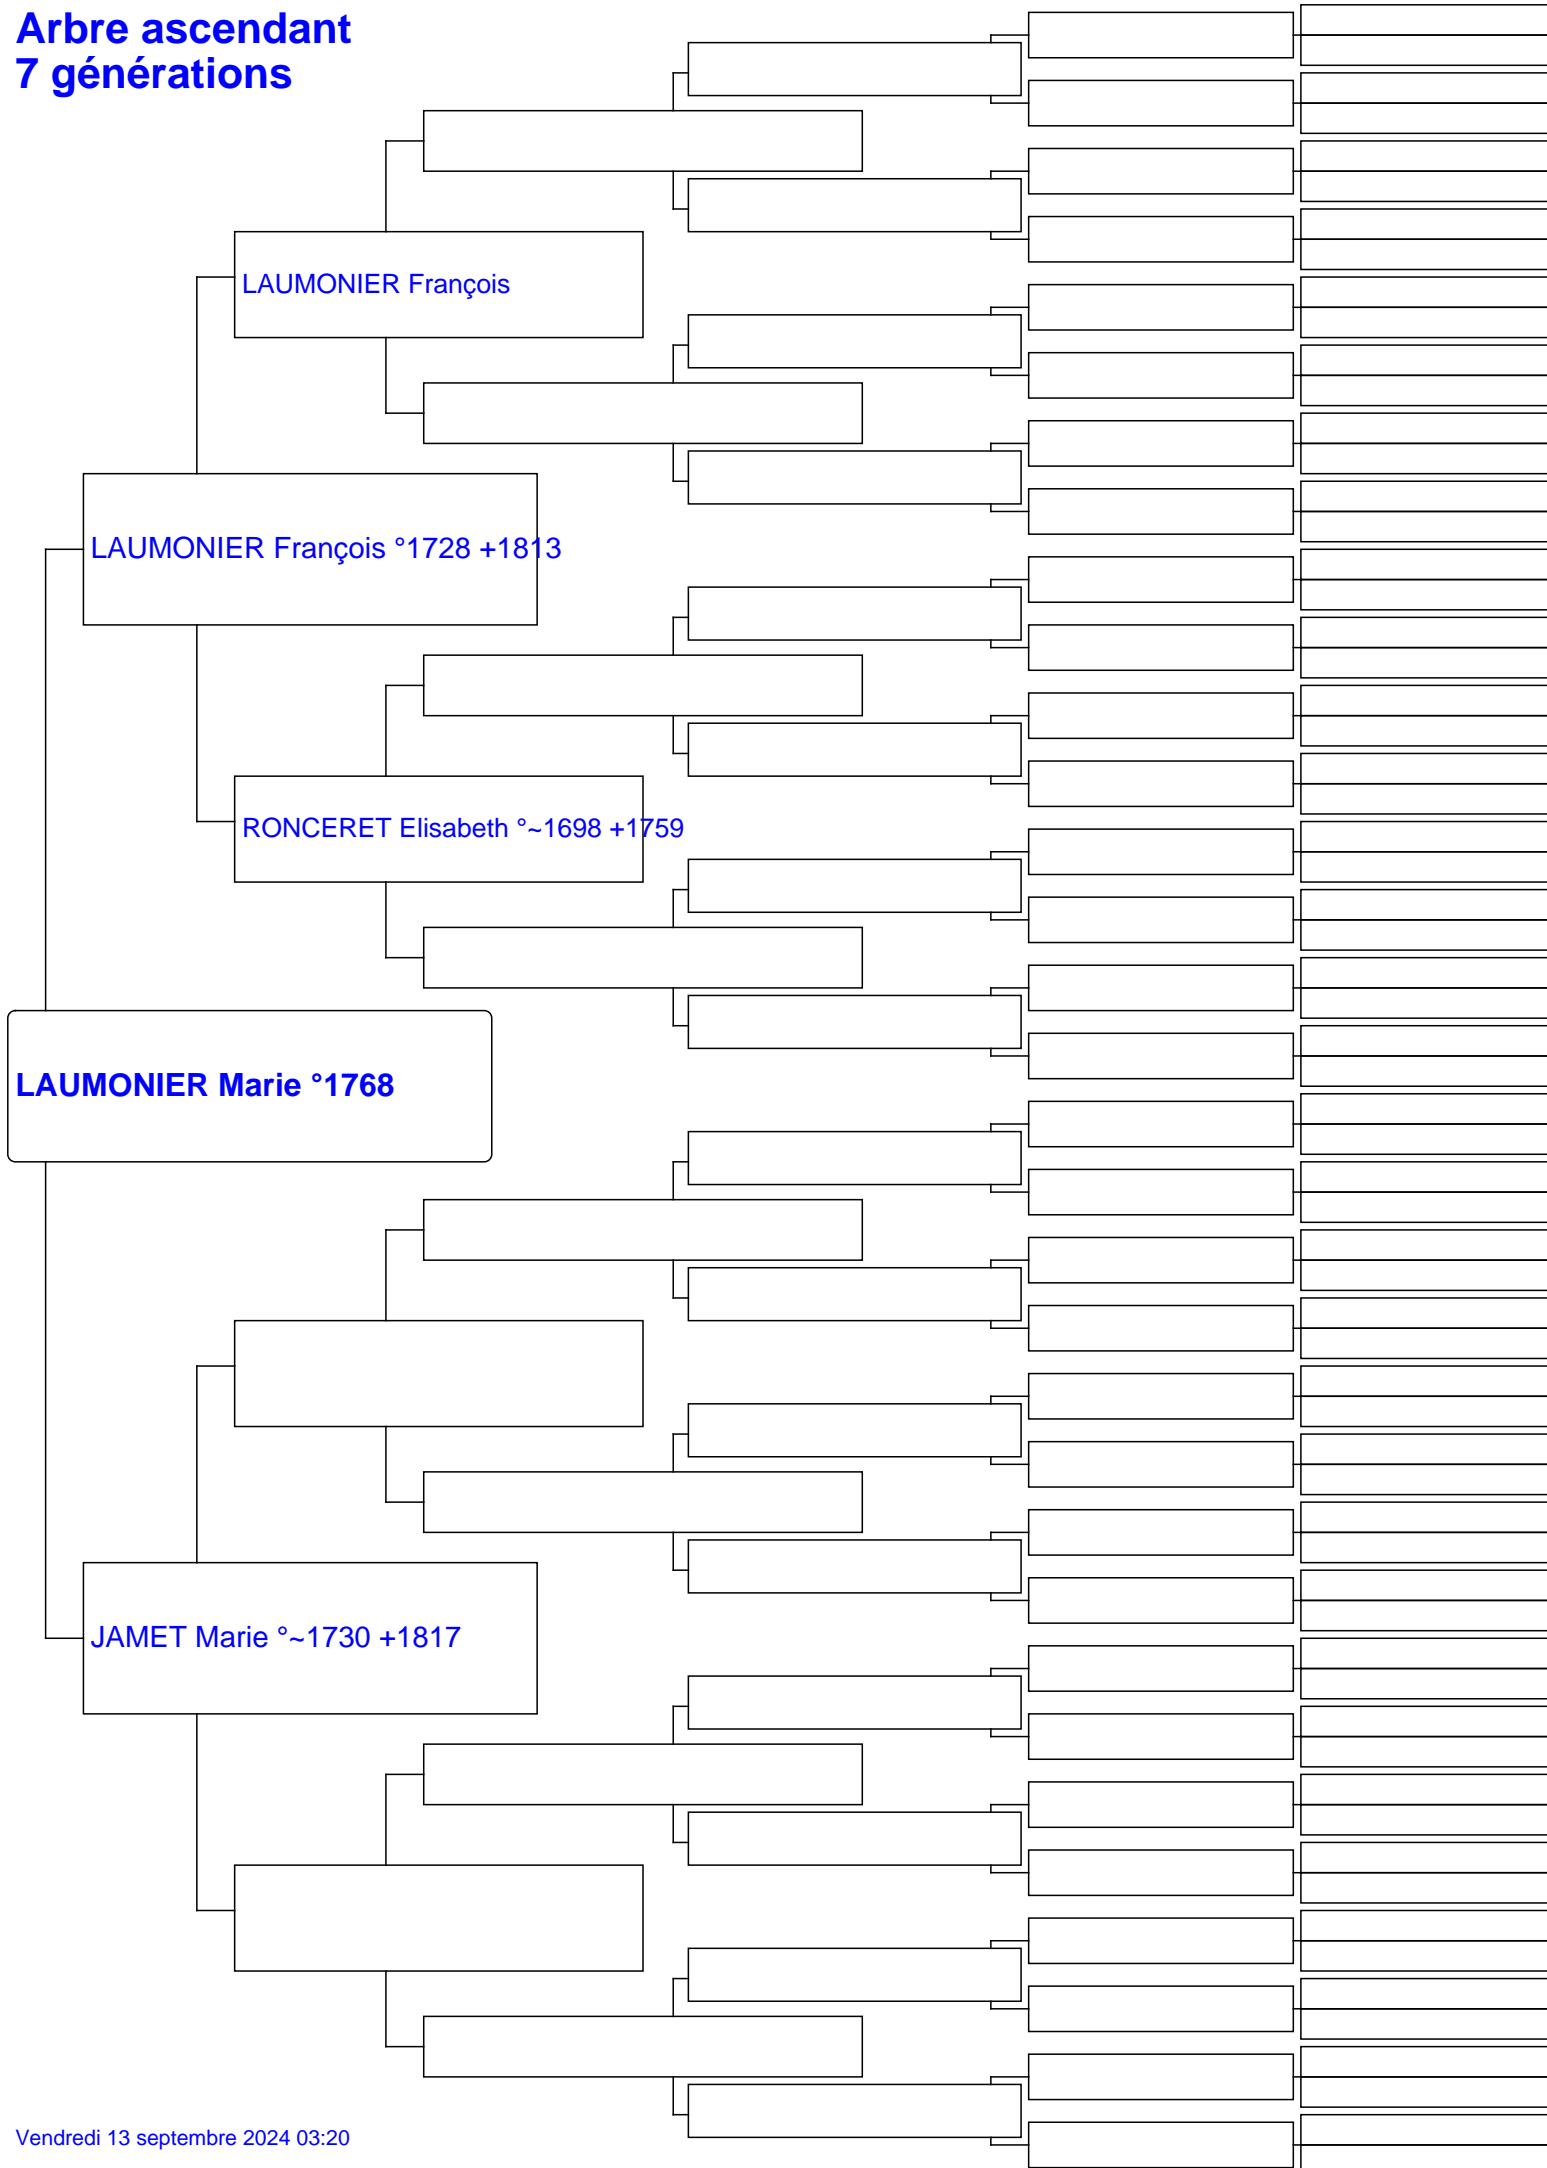 Arbre ascendant
7 générations
LAUMONIER François
LAUMONIER François °1728 +1813
RONCERET Elisabeth °~1698 +1759
LAUMONIER Marie °1768
JAMET Marie °~1730 +1817
Vendredi 13 septembre 2024 03:20